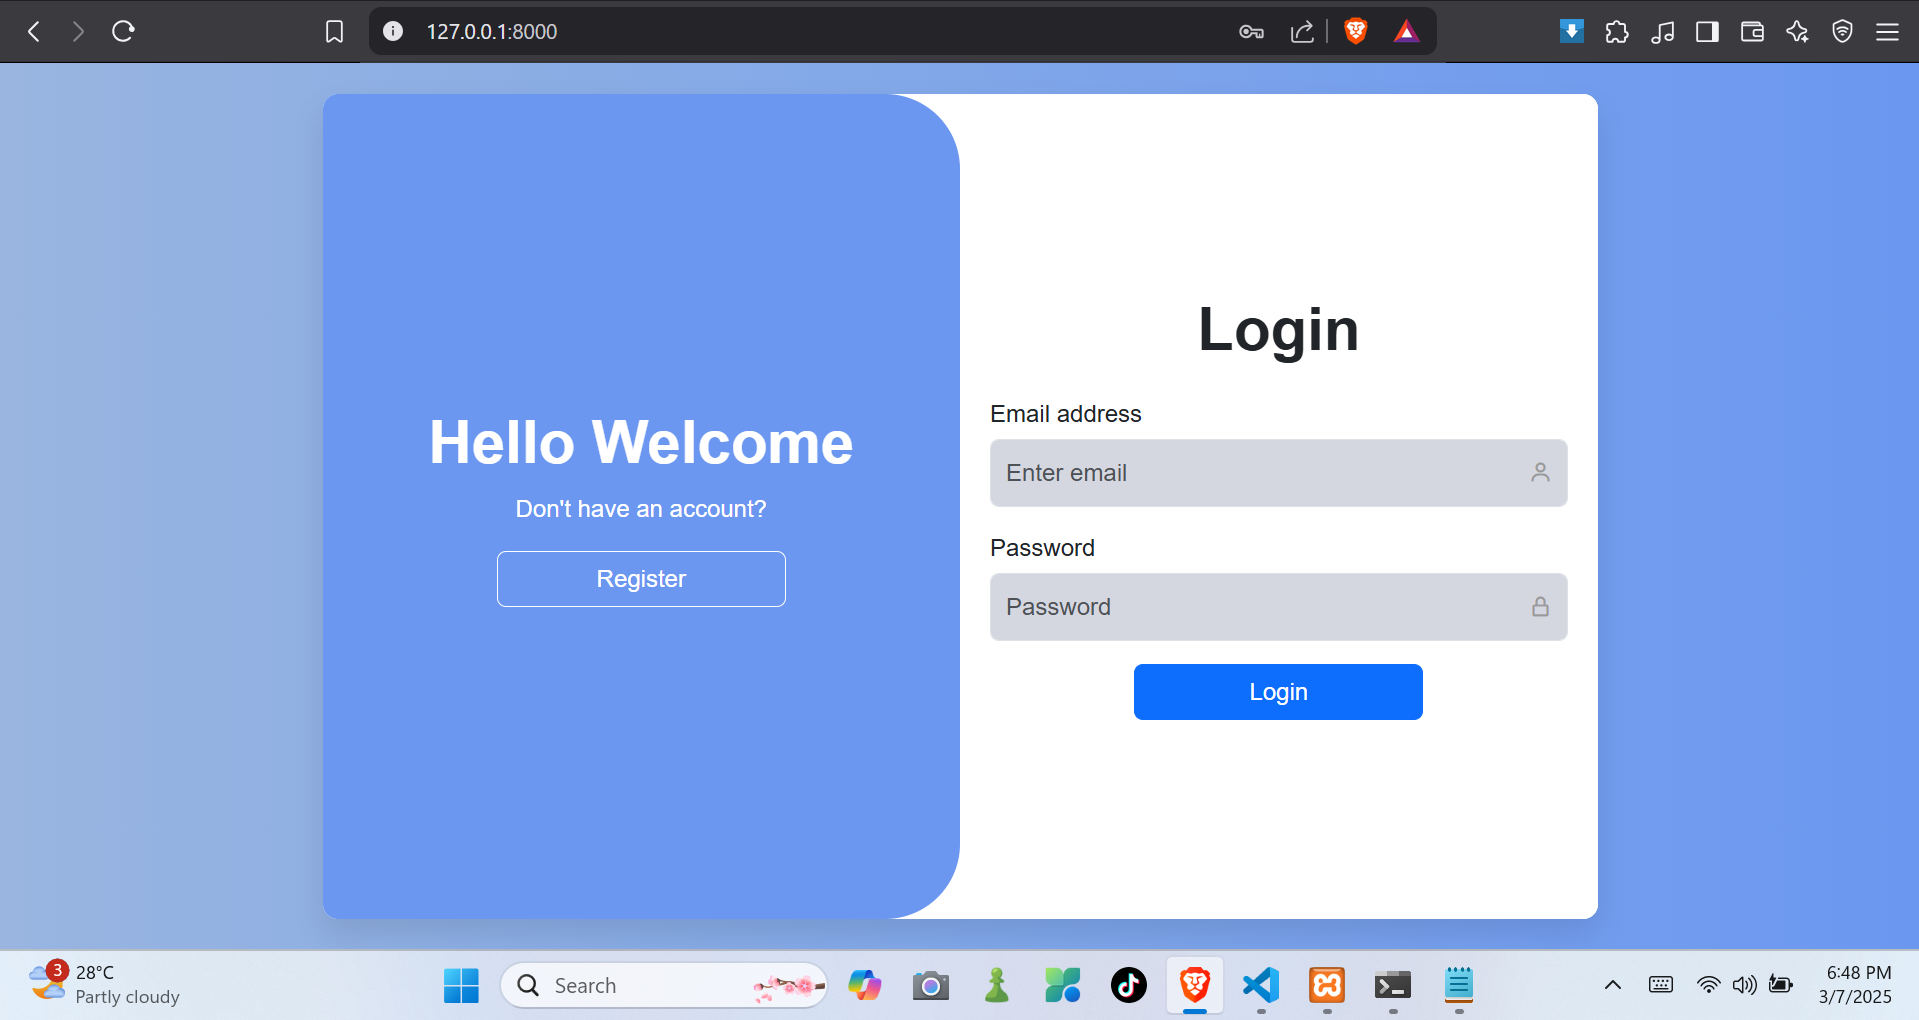 127.0.0.1:8000
Hello Welcome
Don't have an account?
Register
Login
Email address
Enter email
Password
Password
Login
3
28°C
Partly cloudy
Search
6:48 PM
3/7/2025